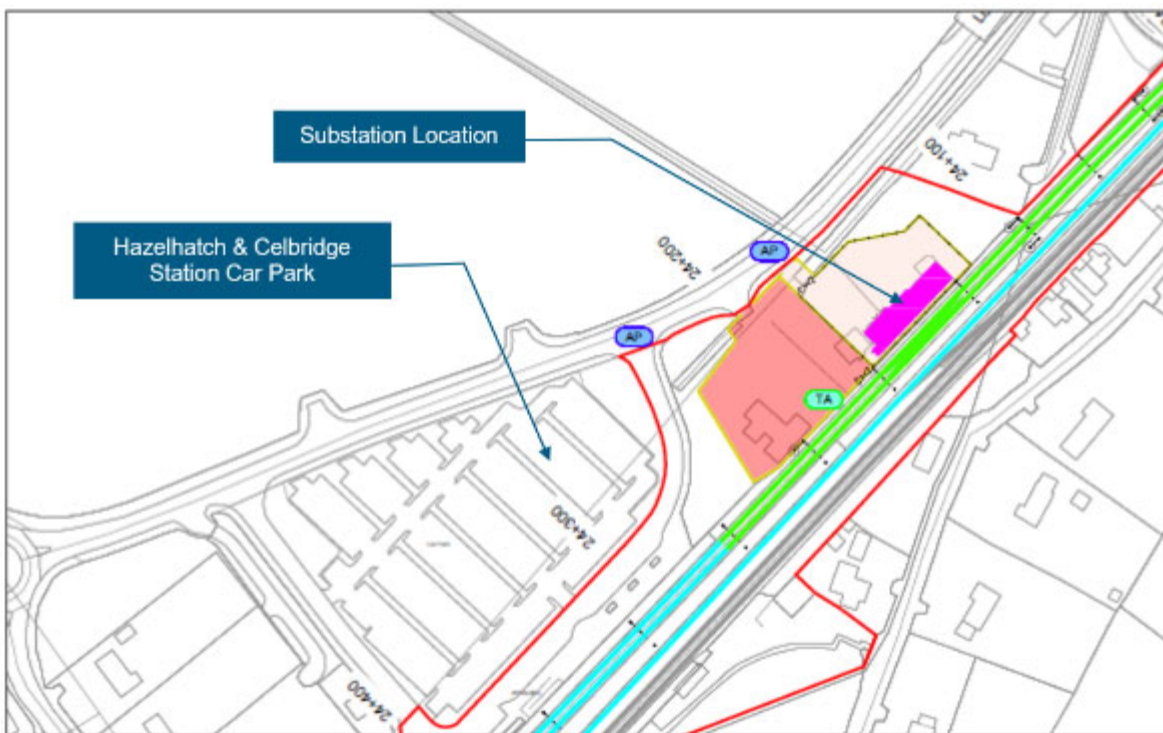 Substation Location
24+100
Hazelhatch & Celbridge
Station Car Park
24+200
AP
AP
TA
24+300
24+400